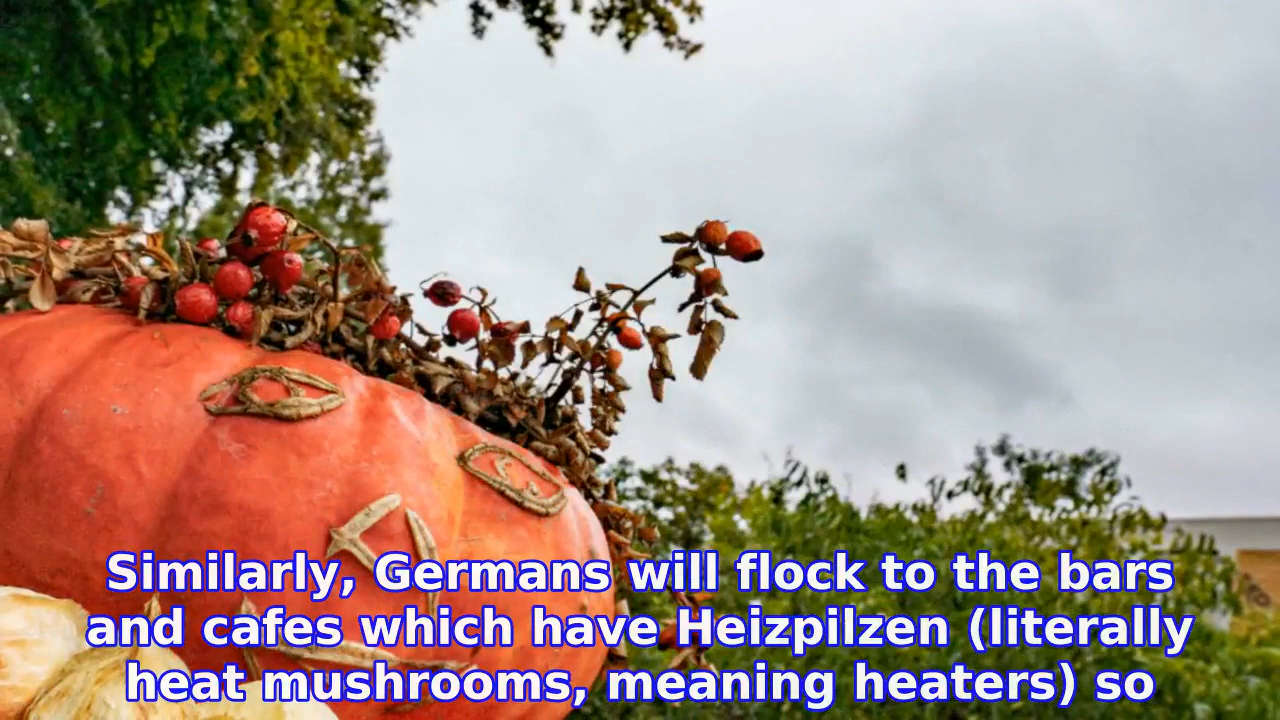 Similarly, Germans will flock to the bars
and cafes which have Heizpilzen (literally
heat mushrooms, meaning heaters) so